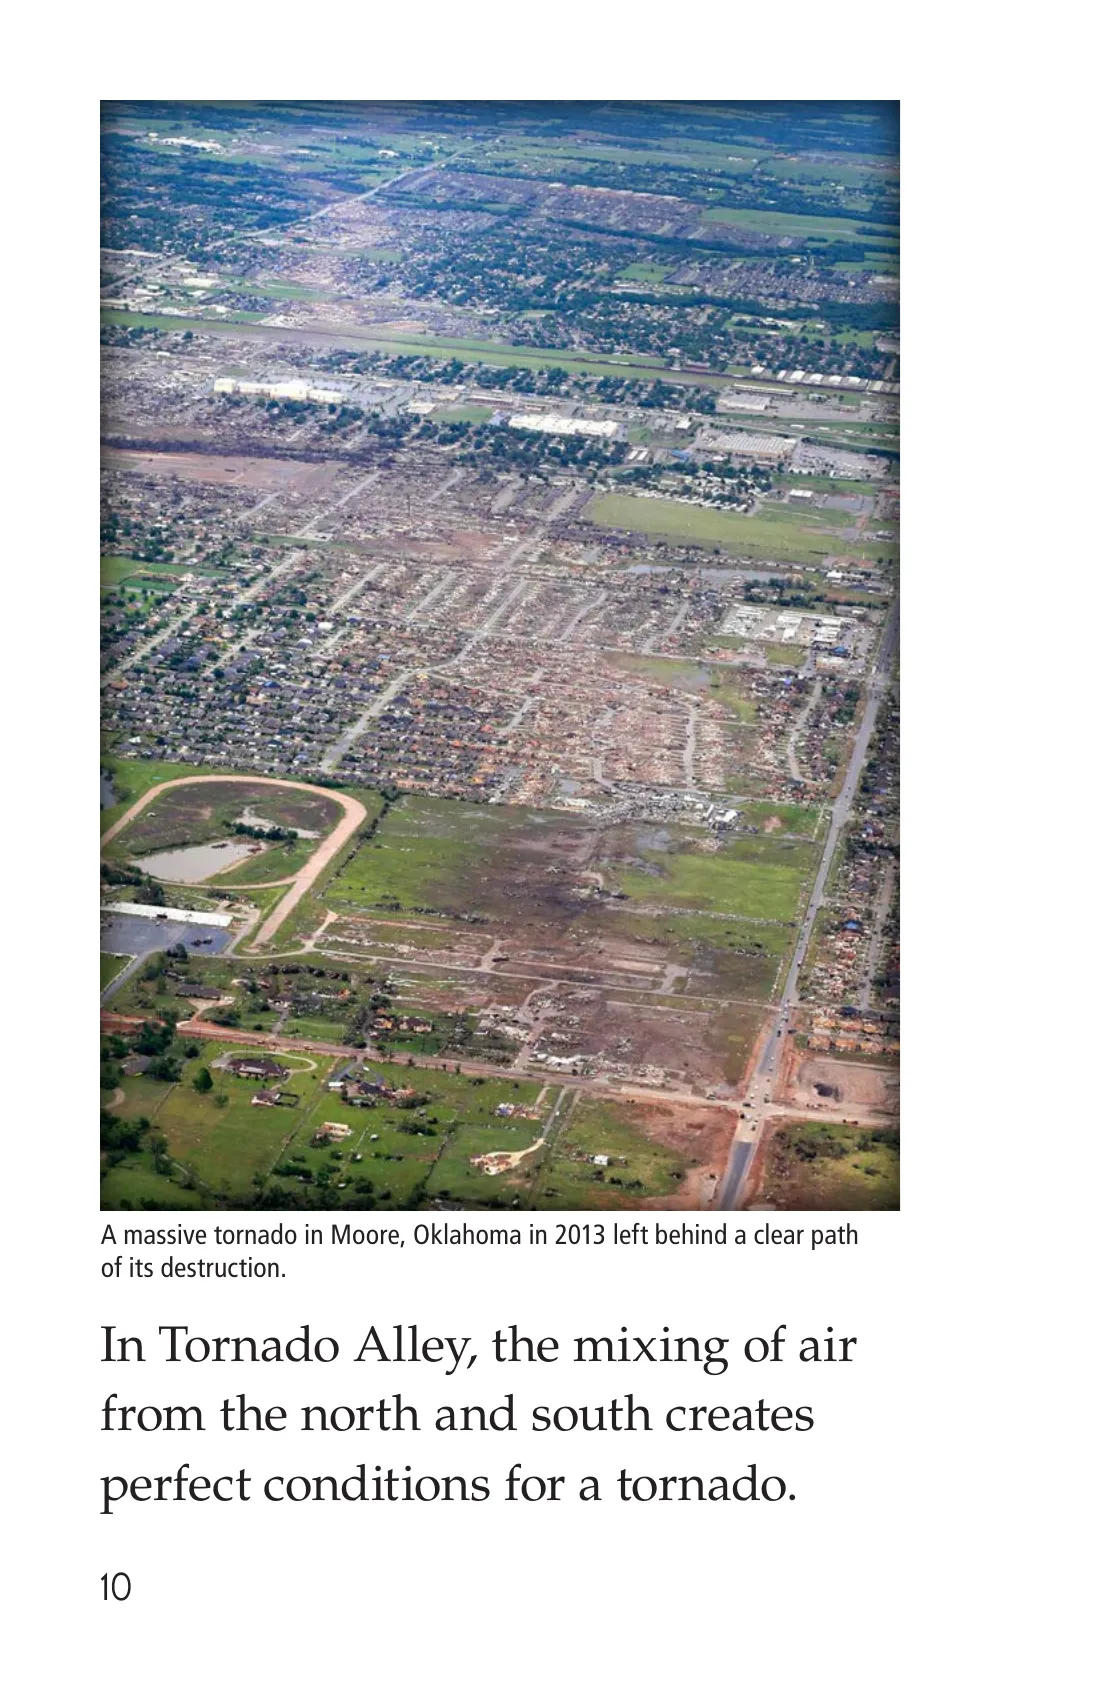 A massive tornado in Moore, Oklahoma in 2013 left behind a clear path
of its destruction.
In Tornado Alley, the mixing of air
from the north and south creates
perfect conditions for a tornado.
10